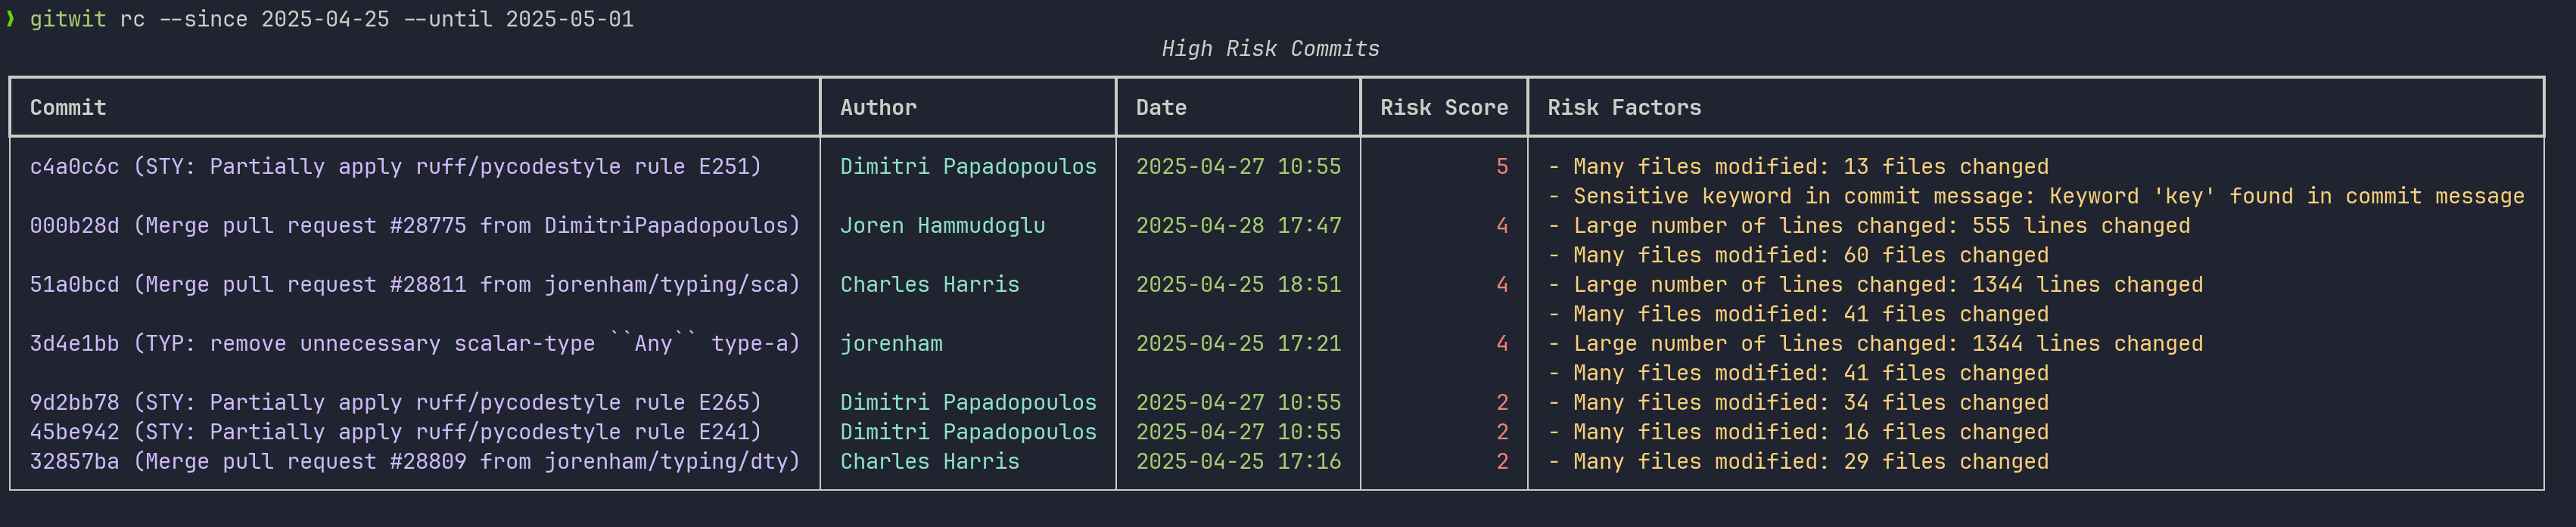 ❯ gitwit rc --since 2025-04-25 --until 2025-05-01
High Risk Commits
Commit Author Date Risk Score Risk Factors
c4a0c6c (STY: Partially apply ruff/pycodestyle rule E251) Dimitri Papadopoulos 2025-04-27 10:55 5 - Many files modified: 13 files changed
- Sensitive keyword in commit message: Keyword 'key' found in commit message
000b28d (Merge pull request #28775 from DimitriPapadopoulos) Joren Hammudoglu 2025-04-28 17:47 4 - Large number of lines changed: 555 lines changed
- Many files modified: 60 files changed
51a0bcd (Merge pull request #28811 from jorenham/typing/sca) Charles Harris 2025-04-25 18:51 4 - Large number of lines changed: 1344 lines changed
- Many files modified: 41 files changed
3d4e1bb (TYP: remove unnecessary scalar-type ``Any`` type-a) jorenham 2025-04-25 17:21 4 - Large number of lines changed: 1344 lines changed
- Many files modified: 41 files changed
9d2bb78 (STY: Partially apply ruff/pycodestyle rule E265) Dimitri Papadopoulos 2025-04-27 10:55 2 - Many files modified: 34 files changed
45be942 (STY: Partially apply ruff/pycodestyle rule E241) Dimitri Papadopoulos 2025-04-27 10:55 2 - Many files modified: 16 files changed
32857ba (Merge pull request #28809 from jorenham/typing/dty) Charles Harris 2025-04-25 17:16 2 - Many files modified: 29 files changed